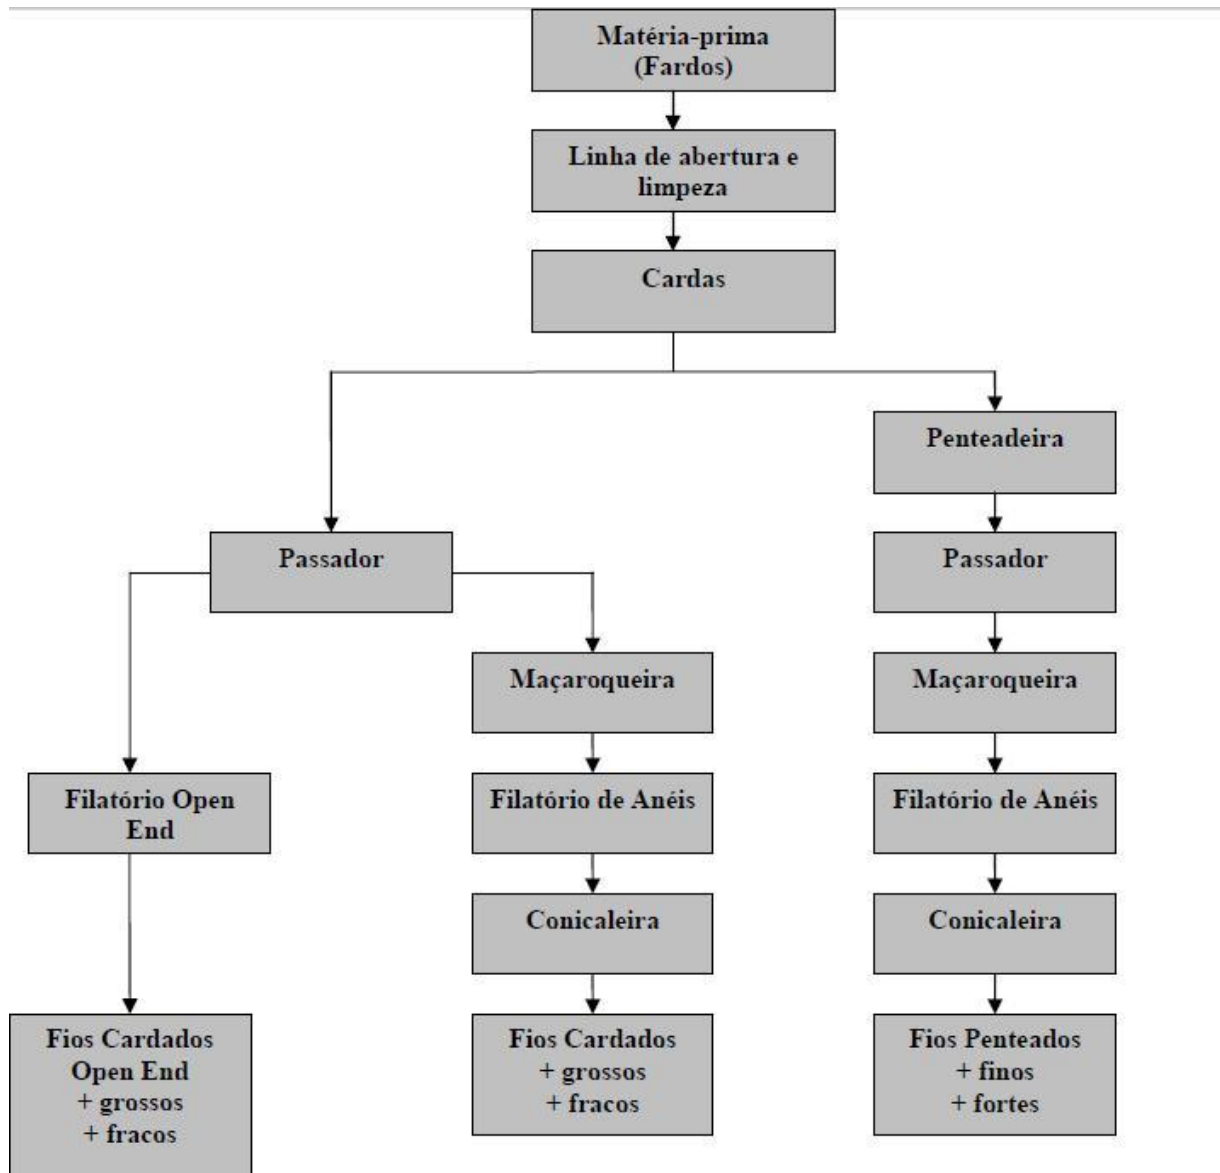 Matéria-prima
(Fardos)
Linha de abertura e
limpeza
Cardas
Penteadeira
Passador
Passador
Maçaroqueira
Maçaroqueira
Filatório Open
End
Filatório de Anéis
Filatório de Anéis
Conicaleira
Conicaleira
Fios Cardados
Open End
+ grossos
+ fracos
Fios Cardados
+ grossos
+ fracos
Fios Penteados
+ finos
+ fortes